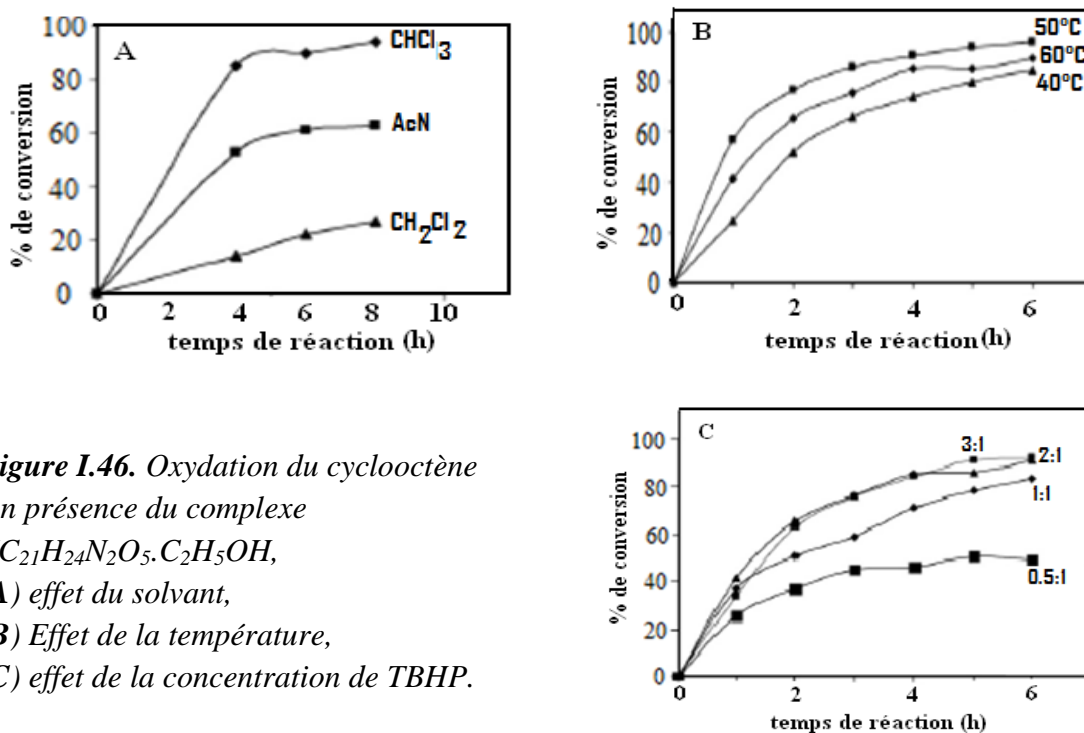 A
100
80
60
40
20
0
% de conversion
CHCl3
AcN
CH2Cl2
0 2 4 6 8 10
temps de réaction (h)
B
100
80
60
40
20
0
% de conversion
50°C
60°C
40°C
0 2 4 6
temps de réaction (h)
igure I.46. Oxydation du cyclooctène
n présence du complexe
C21H24N2O5.C2H5OH,
A) effet du solvant,
B) Effet de la température,
C) effet de la concentration de TBHP.
C
100
80
60
40
20
0
% de conversion
3:1
2:1
1:1
0.5:1
0 2 4 6
temps de réaction (h)